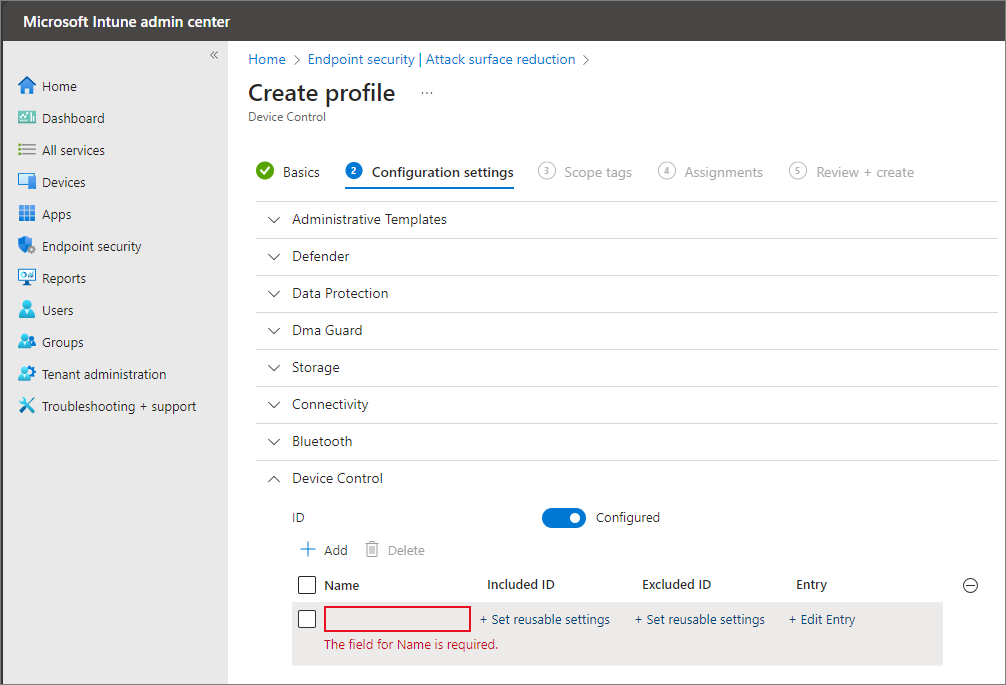 Microsoft Intune admin center
«
Home
Dashboard
All services
Devices
Apps
Endpoint security
Reports
Users
Groups
Tenant administration
Troubleshooting + support
Home > Endpoint security | Attack surface reduction >
Create profile ...
Device Control
Basics 2 Configuration settings 3 Scope tags 4 Assignments 5 Review + create
Administrative Templates
Defender
Data Protection
Dma Guard
Storage
Connectivity
Bluetooth
Device Control
ID Configured
+ Add Delete
Name Included ID Excluded ID Entry
+ Set reusable settings + Set reusable settings + Edit Entry
The field for Name is required.